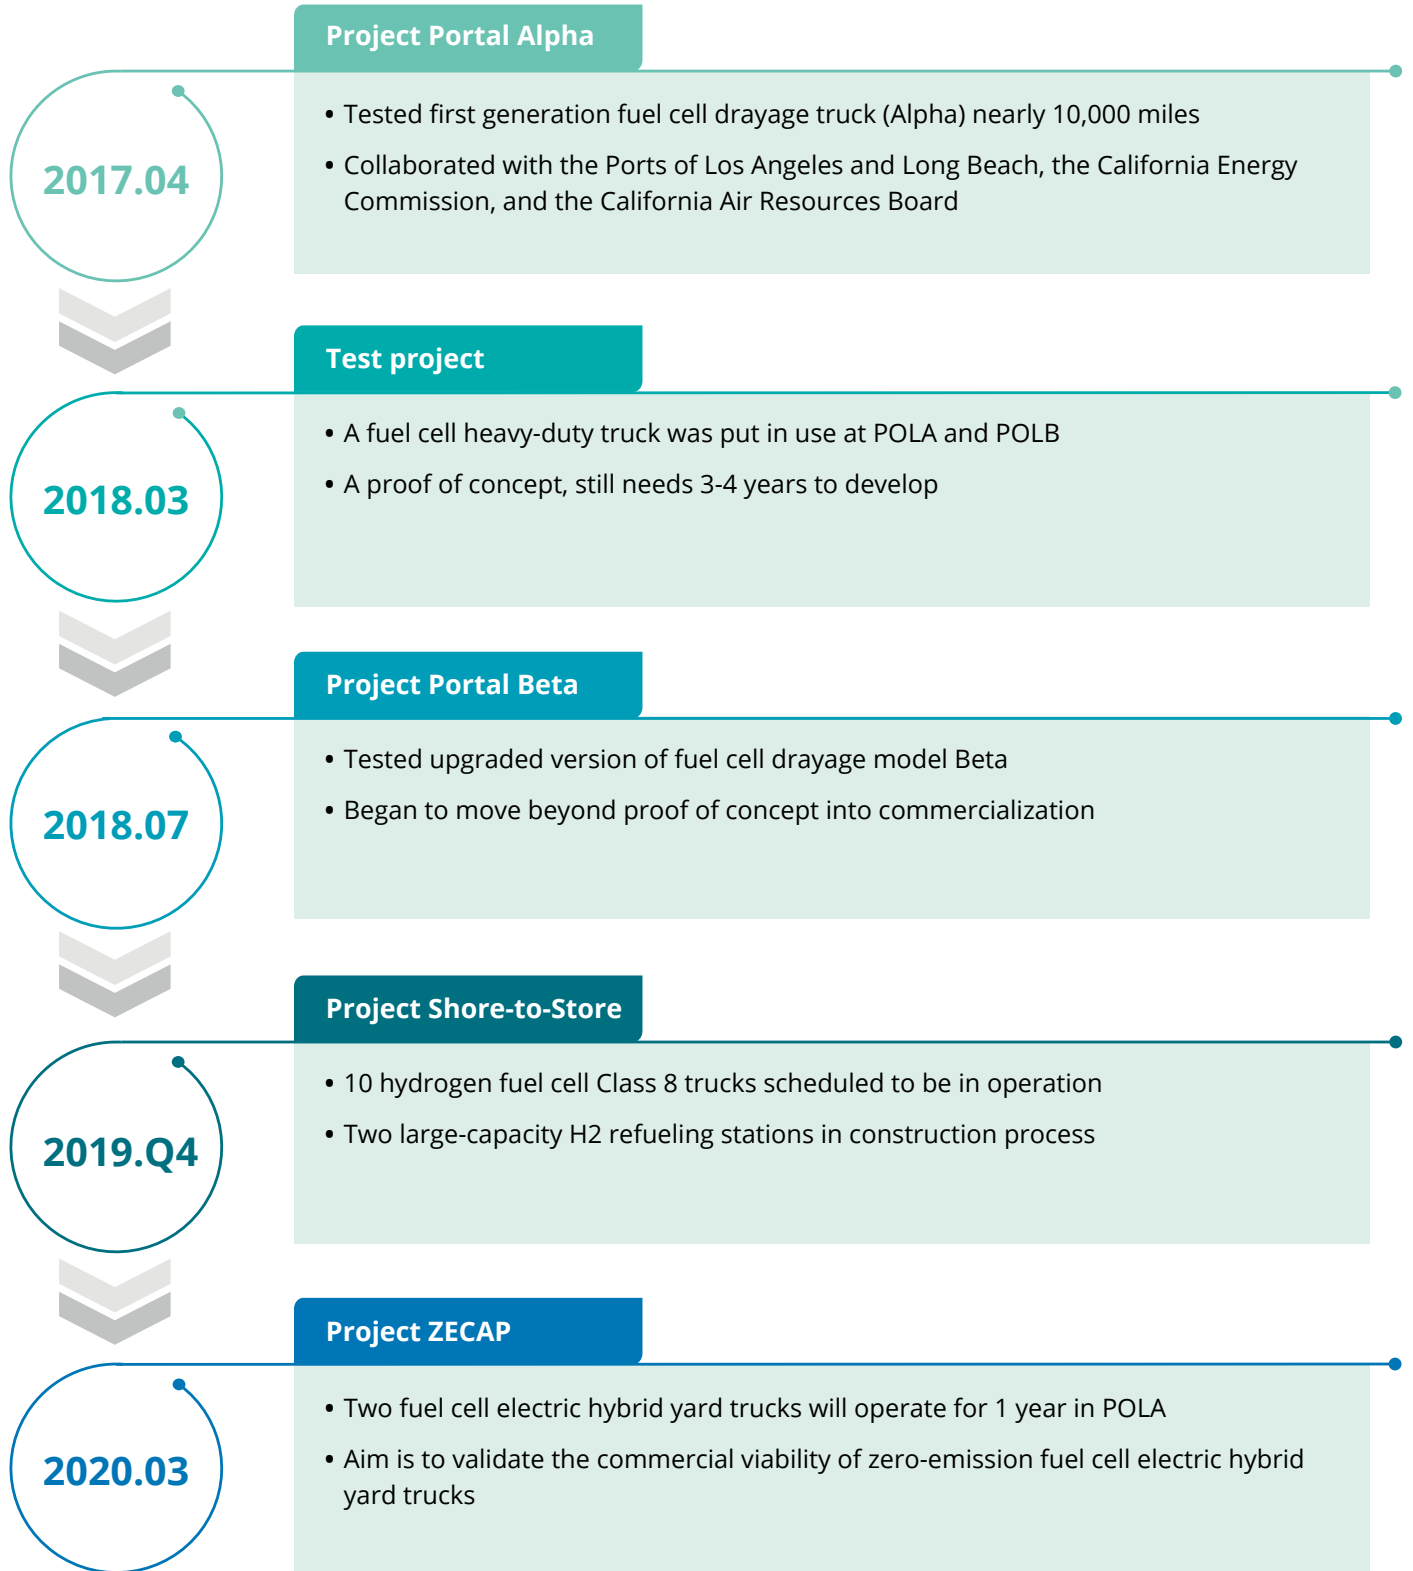 Project Portal Alpha
2017.04
• Tested first generation fuel cell drayage truck (Alpha) nearly 10,000 miles
• Collaborated with the Ports of Los Angeles and Long Beach, the California Energy
Commission, and the California Air Resources Board
Test project
2018.03
• A fuel cell heavy-duty truck was put in use at POLA and POLB
• A proof of concept, still needs 3-4 years to develop
Project Portal Beta
2018.07
• Tested upgraded version of fuel cell drayage model Beta
• Began to move beyond proof of concept into commercialization
Project Shore-to-Store
2019.Q4
• 10 hydrogen fuel cell Class 8 trucks scheduled to be in operation
• Two large-capacity H2 refueling stations in construction process
Project ZECAP
2020.03
• Two fuel cell electric hybrid yard trucks will operate for 1 year in POLA
• Aim is to validate the commercial viability of zero-emission fuel cell electric hybrid
yard trucks